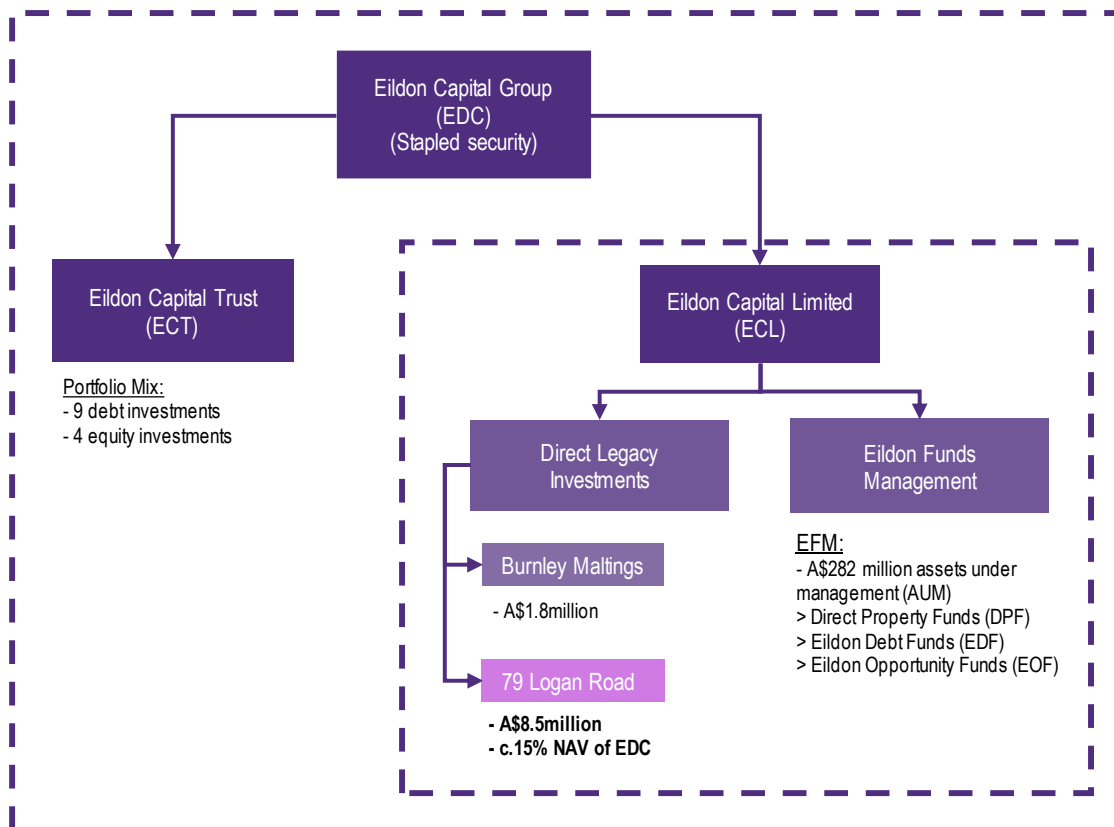 Eildon Capital Group
(EDC)
(Stapled security)
Eildon Capital Trust
(ECT)
Portfolio Mix:
- 9 debt investments
- 4 equity investments
Eildon Capital Limited
(ECL)
Direct Legacy
Investments
Burnley Maltings
- A$1.8million
79 Logan Road
- A$8.5million
- c.15% NAV of EDC
Eildon Funds
Management
EFM:
- A$282 million assets under
management (AUM)
> Direct Property Funds (DPF)
> Eildon Debt Funds (EDF)
> Eildon Opportunity Funds (EOF)